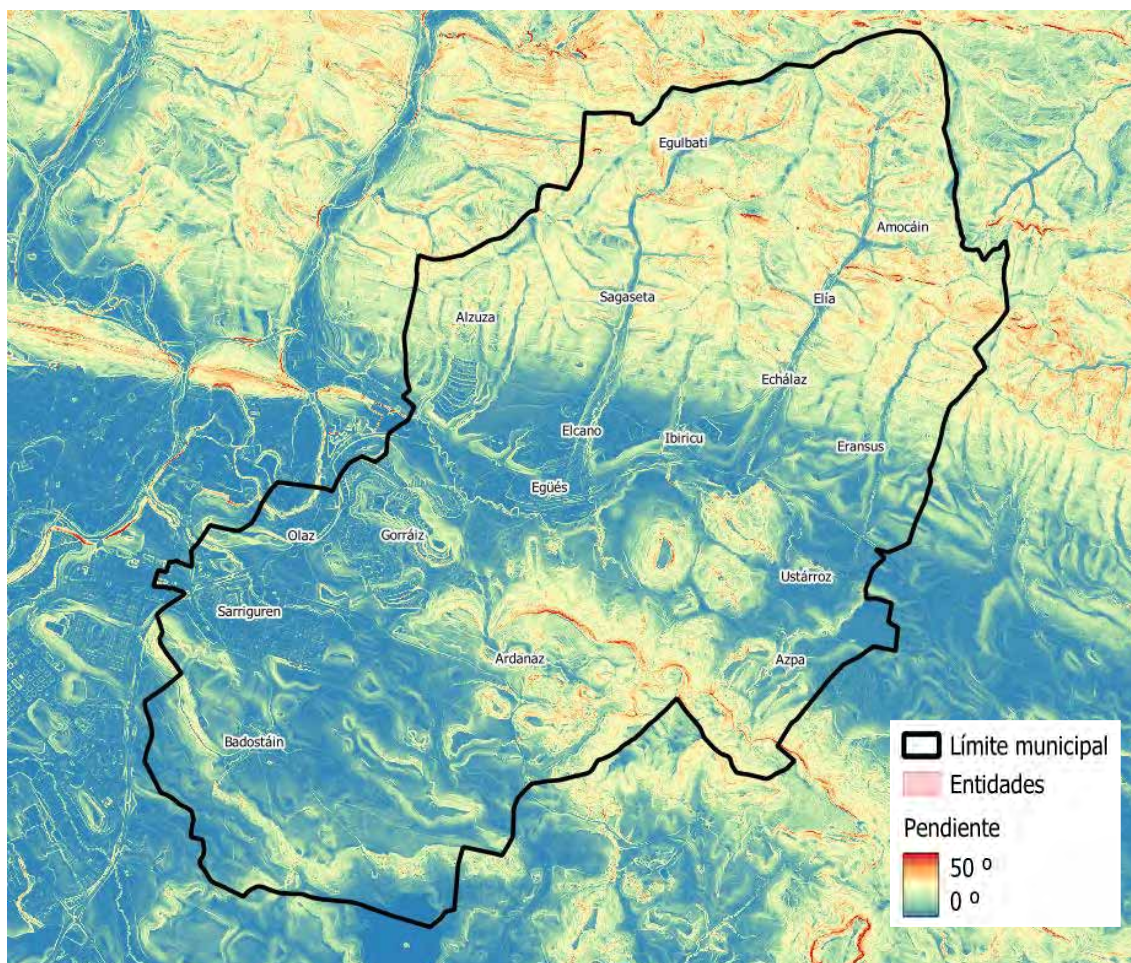 Egulbati
Amocáin
Sagaseta
Elía
Alzuza
Echálaz
Elcano
Ibiricu
Eransus
Egüés
Olaz
Gorráiz
Ustárroz
Sarriguren
Ardanaz
Azpa
Badostáin
Límite municipal
Entidades
Pendiente
50 º
0 º